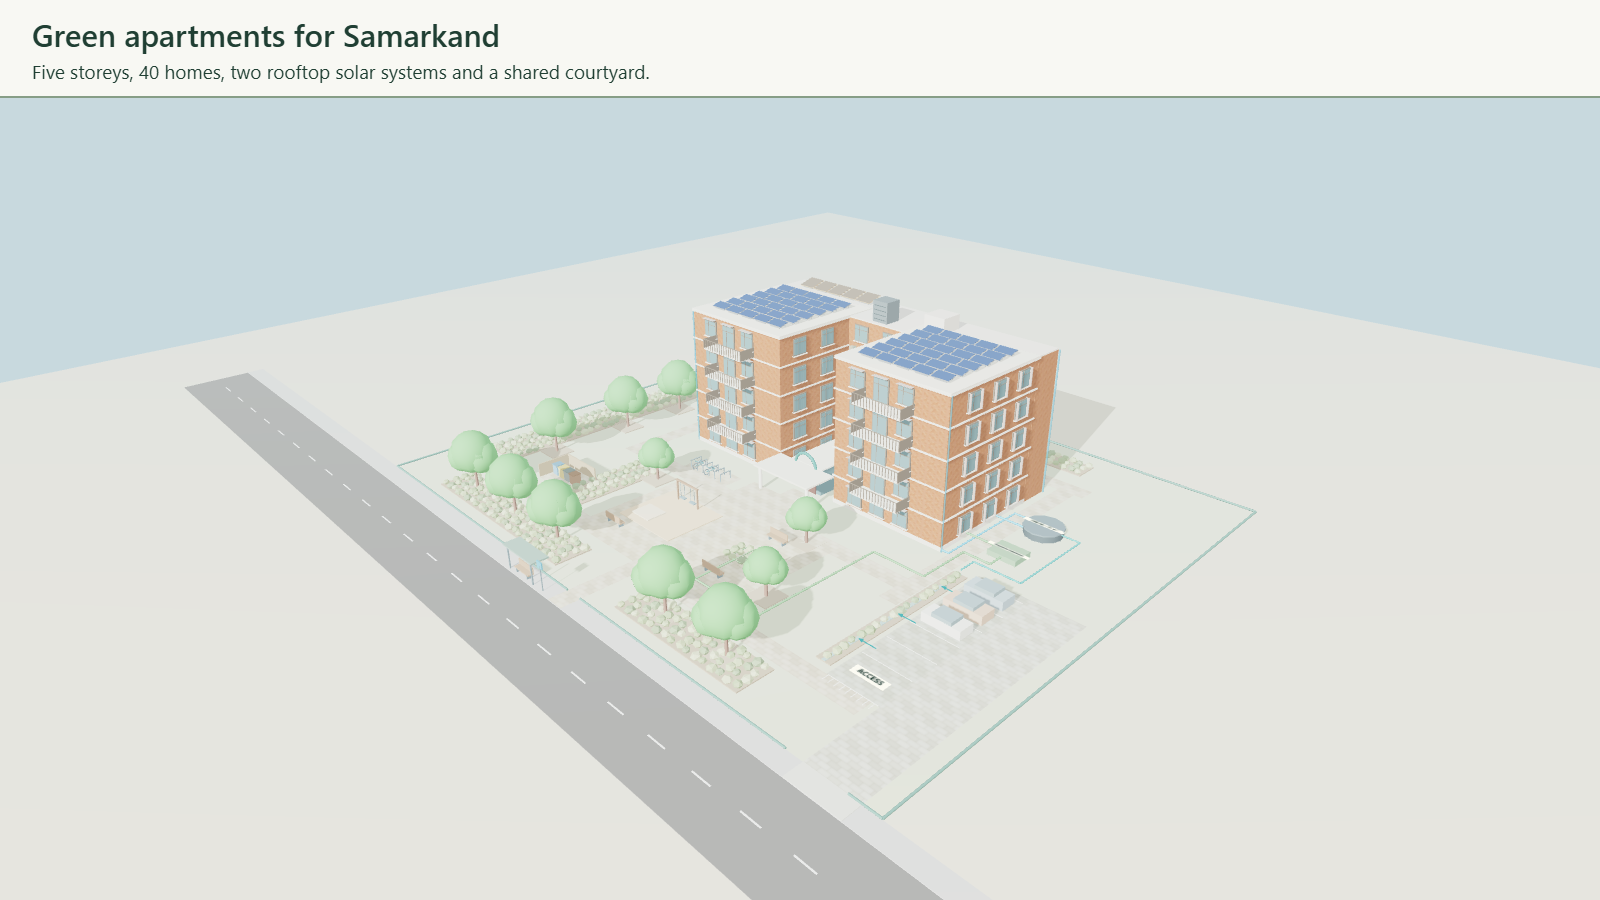 Green apartments for Samarkand
Five storeys, 40 homes, two rooftop solar systems and a shared courtyard.
ACCESS